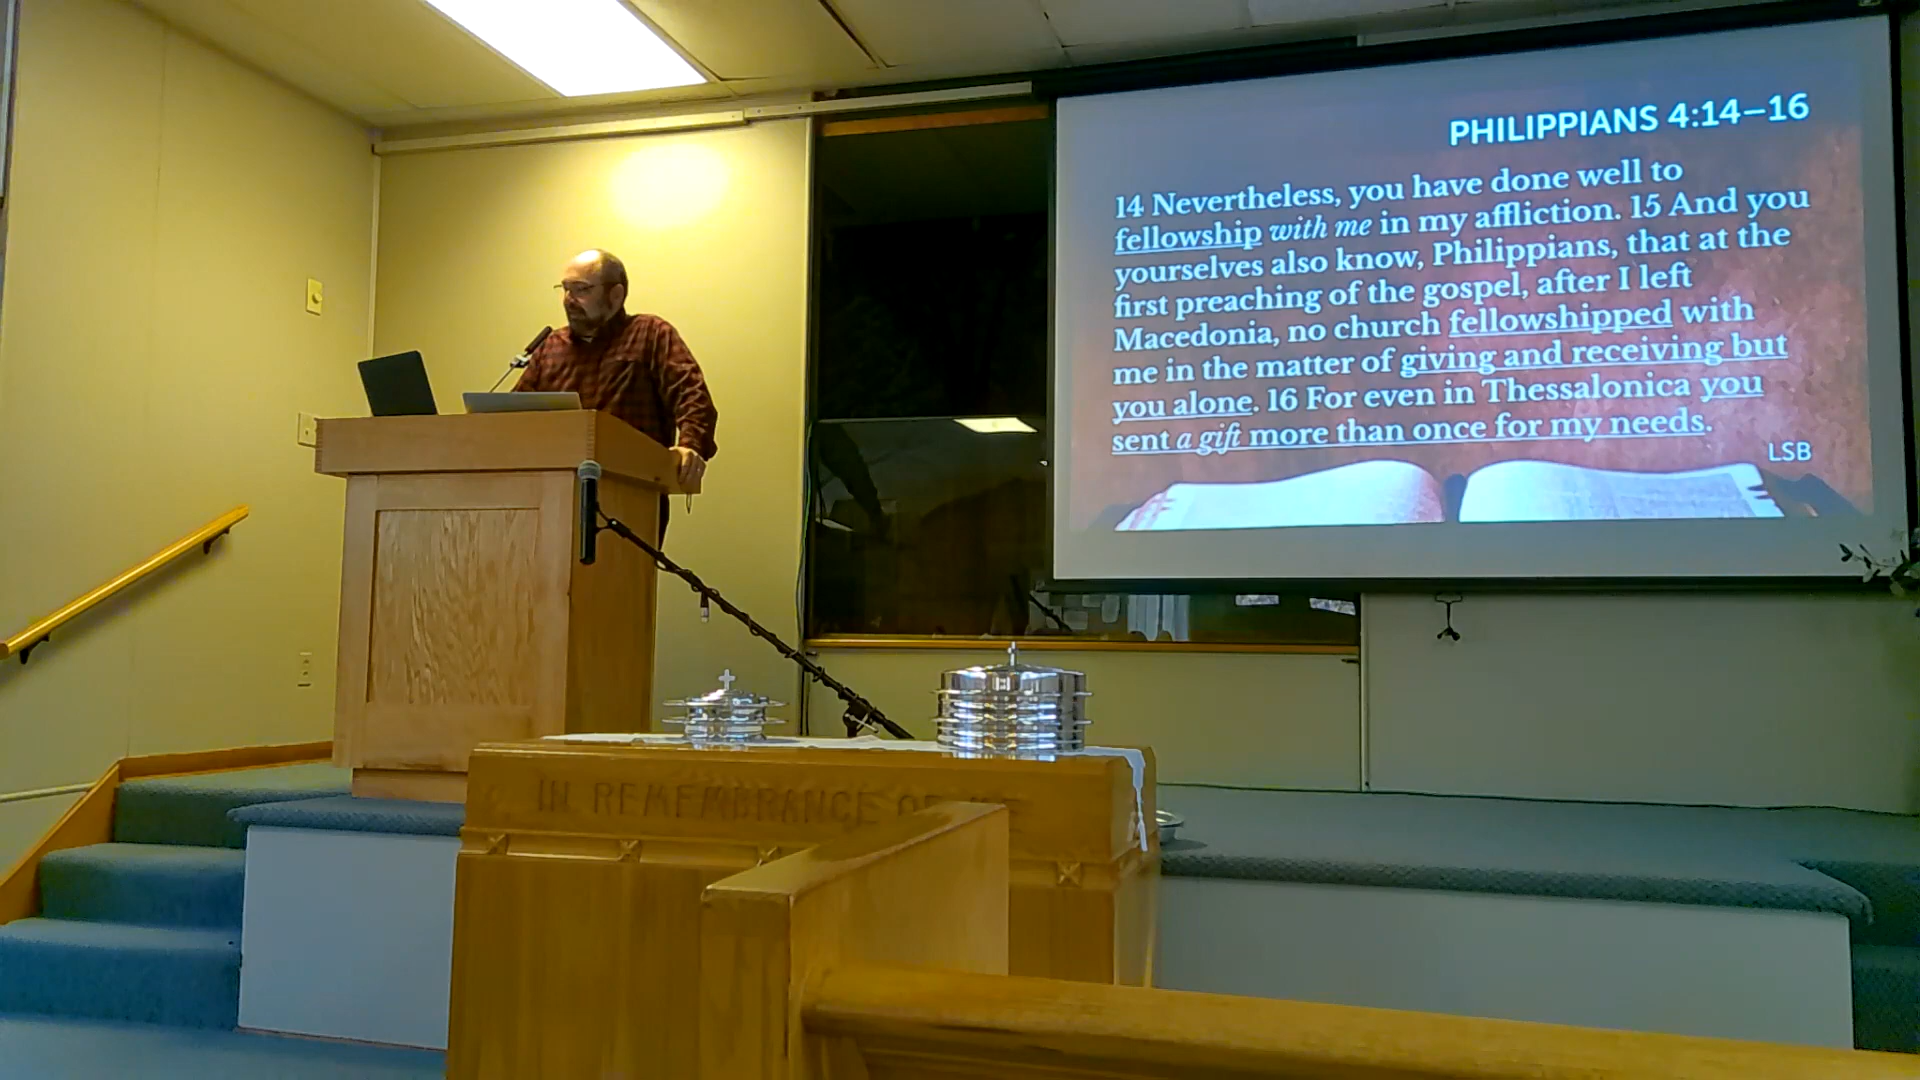 PHILIPPIANS 4:14–16
14 Nevertheless, you have done well to
fellowship with me in my affliction. 15 And you
yourselves also know, Philippians, that at the
first preaching of the gospel, after I left
Macedonia, no church fellowshipped with
me in the matter of giving and receiving but
you alone. 16 For even in Thessalonica you
sent a gift more than once for my needs.
LSB
IN REMEMBRANCE OF ME